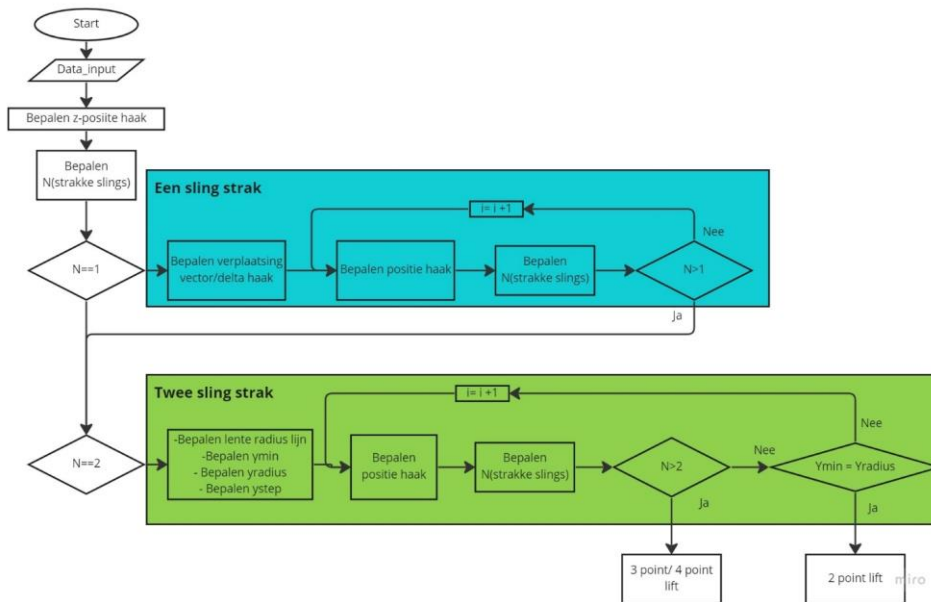 Start
Data_input
Bepalen z-posiite haak
Bepalen
N(strakke slings)
Een sling strak
i= i +1
Nee
N==1
Bepalen verplaatsing
vector/delta haak
Bepalen positie haak
Bepalen
N(strakke slings)
N>1
Ja
Twee sling strak
i= i +1
Nee
N==2
-Bepalen lente radius lijn
-Bepalen ymin
- Bepalen yradius
- Bepalen ystep
Bepalen
positie haak
Bepalen
N(strakke slings)
N>2
Nee
Ymin = Yradius
Ja
Ja
3 point/ 4 point
lift
2 point lift
miro